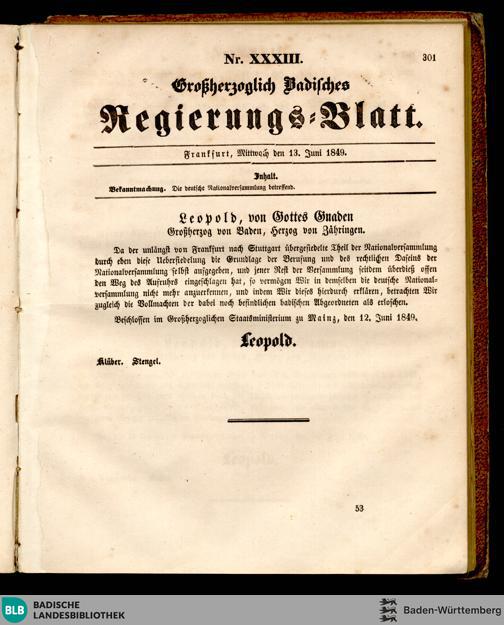 Nr. XXXIII.
301
Großherzoglich Badisches
Regierungs-Blatt.
Frankfurt, Mittwoch den 13. Juni 1849.
Inhalt.
Bekanntmachung. Die deutsche Nationalversammlung betreffend.
Leopold, von Gottes Gnaden
Großherzog von Baden, Herzog von Zähringen.
Da der unlängst von Frankfurt nach Stuttgart übergesiedelte Theil der Nationalversammlung
durch eben diese Uebersiedelung die Grundlage der Berufung und des rechtlichen Daseins der
Nationalversammlung selbst aufgegeben, und jener Rest der Versammlung seitdem überdieß offen
den Weg des Aufruhrs eingeschlagen hat, so vermögen Wir in demselben die deutsche National-
versammlung nicht mehr anzuerkennen, und indem Wir dieses hierdurch erklären, betrachten Wir
zugleich die Vollmachten der dabei noch befindlichen badischen Abgeordneten als erloschen.
Beschlossen im Großherzoglichen Staatsministerium zu Mainz, den 12. Juni 1849.
Leopold.
Klüber. Stengel.
53
BLB BADISCHE
LANDESBIBLIOTHEK
Baden-Württemberg